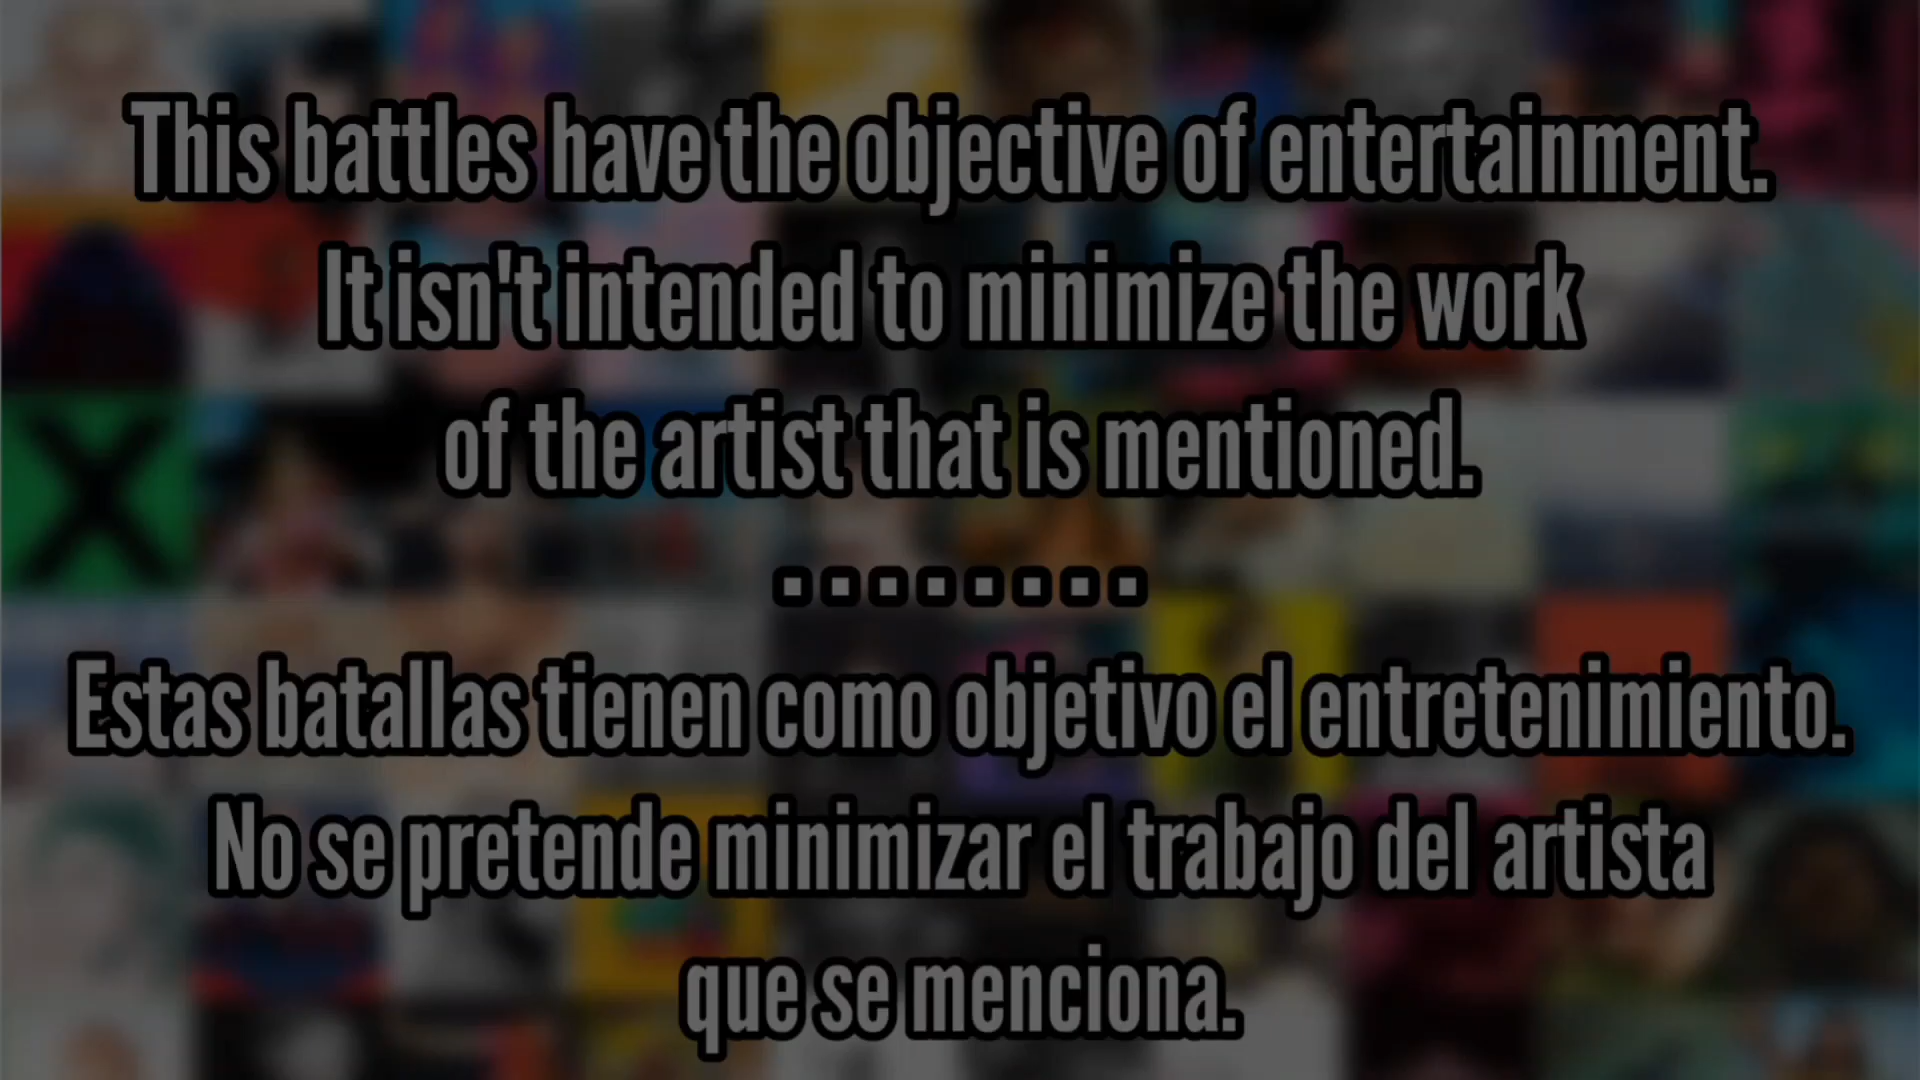 This battles have the objective of entertainment.
It isn't intended to minimize the work
of the artist that is mentioned.
........
Estas batallas tienen como objetivo el entretenimiento.
No se pretende minimizar el trabajo del artista
que se menciona.